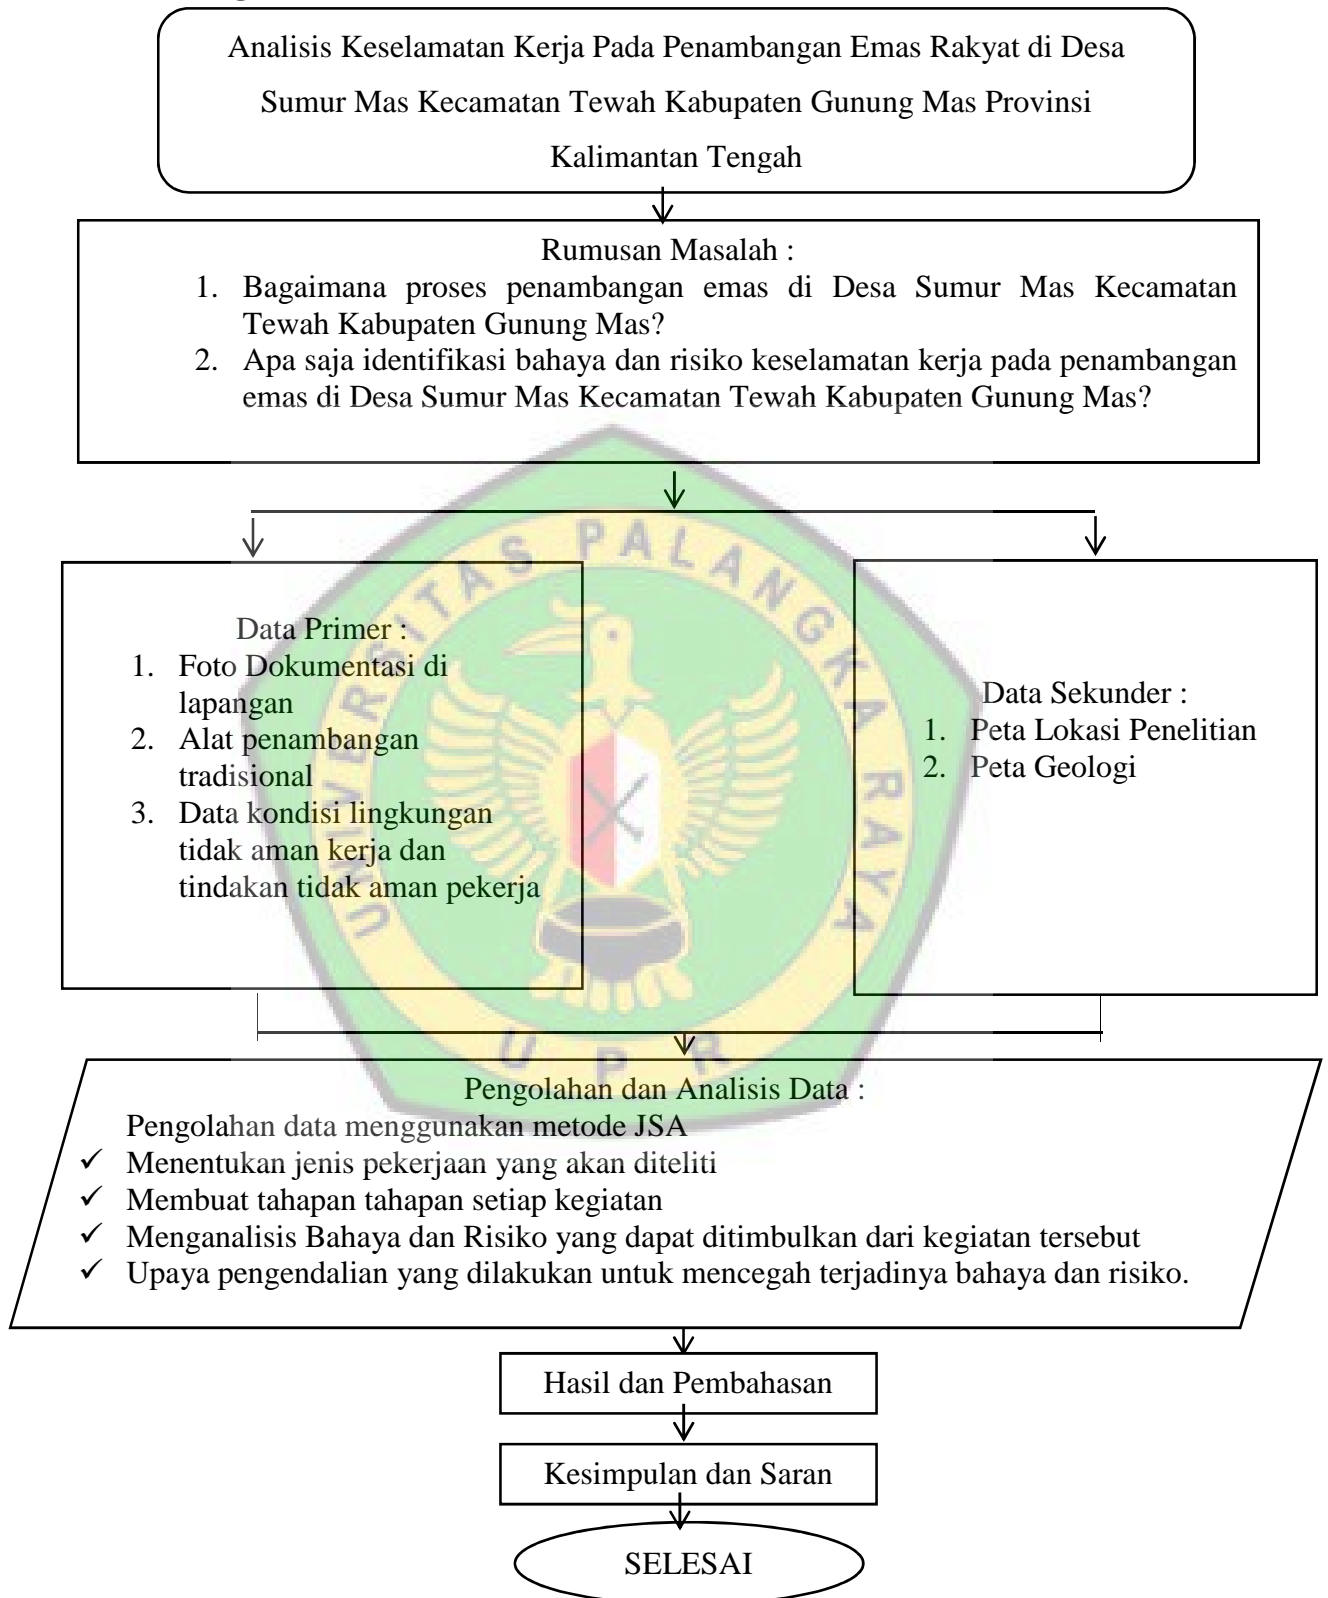 Analisis Keselamatan Kerja Pada Penambangan Emas Rakyat di Desa
Sumur Mas Kecamatan Tewah Kabupaten Gunung Mas Provinsi
Kalimantan Tengah
Rumusan Masalah :
1. Bagaimana proses penambangan emas di Desa Sumur Mas Kecamatan
Tewah Kabupaten Gunung Mas?
2. Apa saja identifikasi bahaya dan risiko keselamatan kerja pada penambangan
emas di Desa Sumur Mas Kecamatan Tewah Kabupaten Gunung Mas?
UNIVERSITAS PALANGKA RAYA
Data Primer :
1. Foto Dokumentasi di
lapangan
2. Alat penambangan
tradisional
3. Data kondisi lingkungan
tidak aman kerja dan
tindakan tidak aman pekerja
Data Sekunder :
1. Peta Lokasi Penelitian
2. Peta Geologi
U P R
Pengolahan dan Analisis Data :
Pengolahan data menggunakan metode JSA
✓ Menentukan jenis pekerjaan yang akan diteliti
✓ Membuat tahapan tahapan setiap kegiatan
✓ Menganalisis Bahaya dan Risiko yang dapat ditimbulkan dari kegiatan tersebut
✓ Upaya pengendalian yang dilakukan untuk mencegah terjadinya bahaya dan risiko.
Hasil dan Pembahasan
Kesimpulan dan Saran
SELESAI